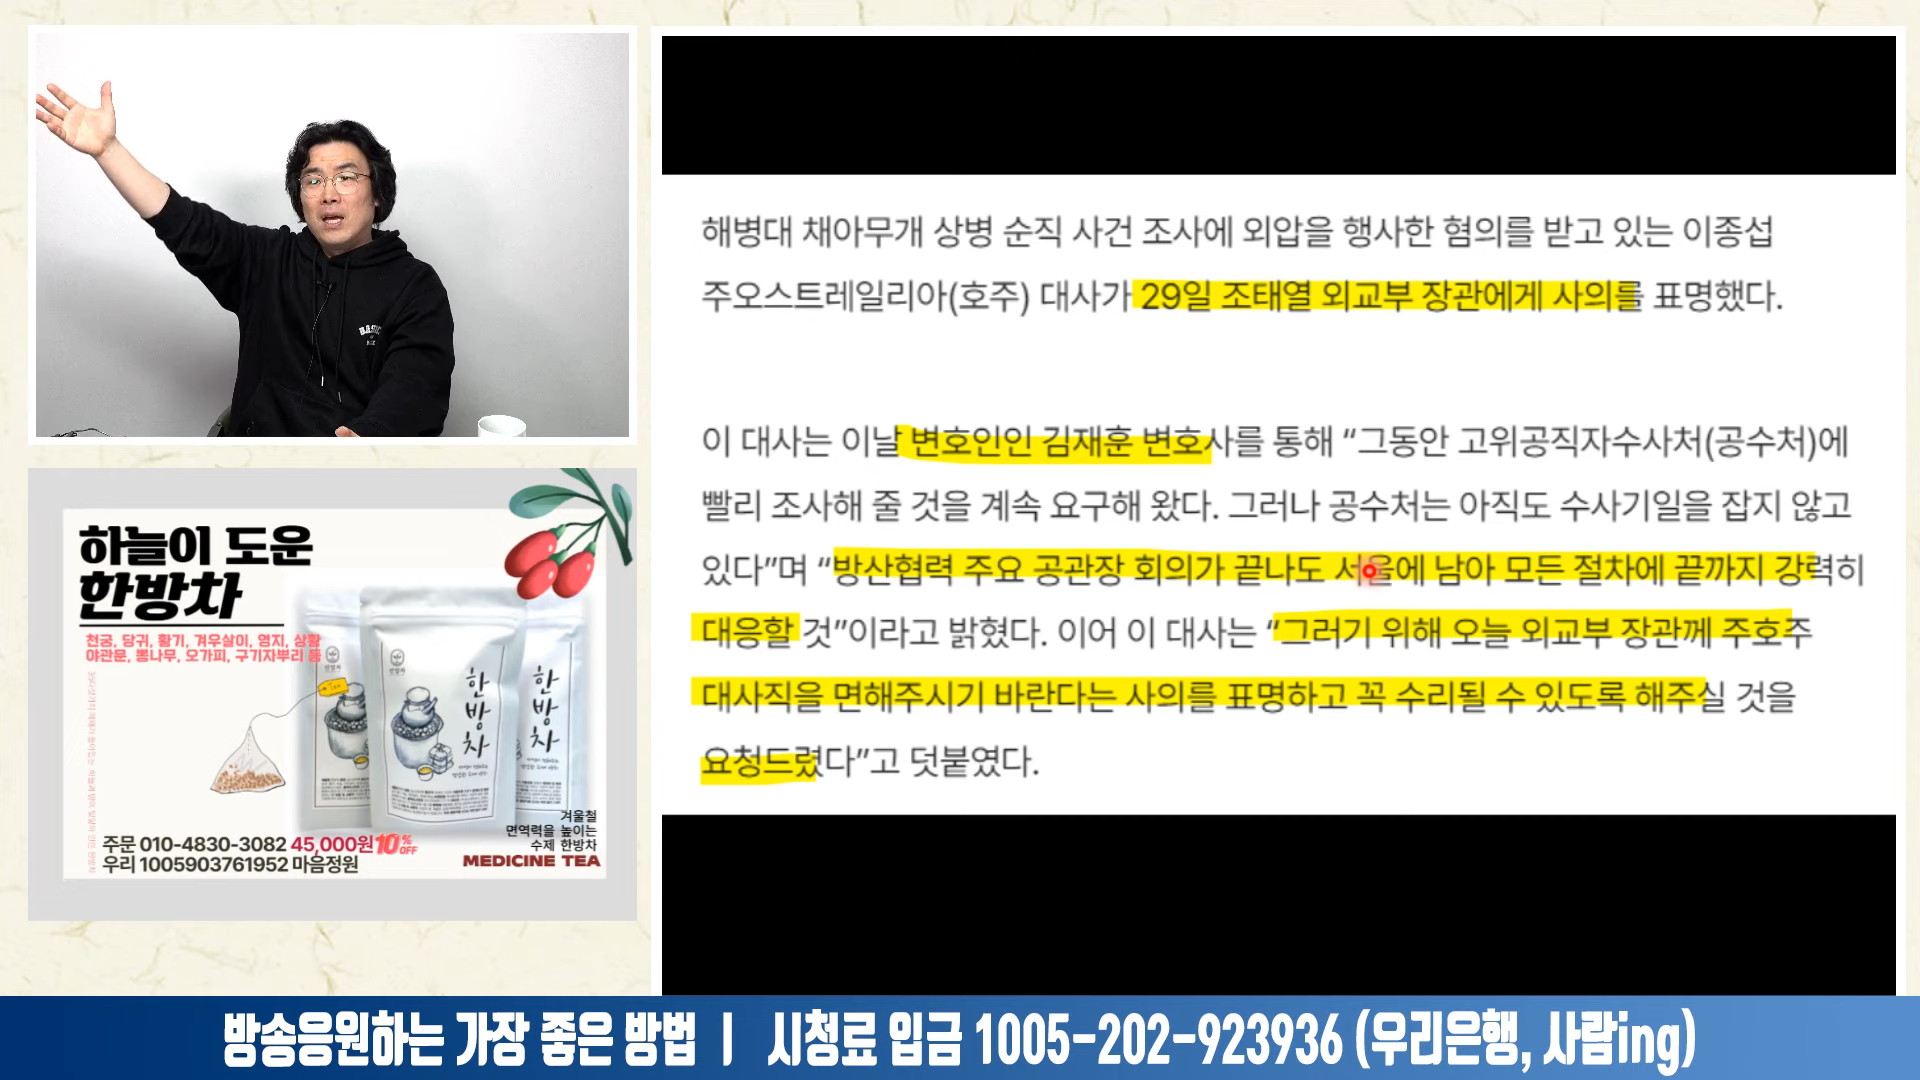 해병대 채아무개 상병 순직 사건 조사에 외압을 행사한 혐의를 받고 있는 이종섭
주오스트레일리아(호주) 대사가 29일 조태열 외교부 장관에게 사의를 표명했다.
이 대사는 이날 변호인인 김재훈 변호사를 통해 “그동안 고위공직자수사처(공수처)에
빨리 조사해 줄 것을 계속 요구해 왔다. 그러나 공수처는 아직도 수사기일을 잡지 않고
있다”며 “방산협력 주요 공관장 회의가 끝나도 서울에 남아 모든 절차에 끝까지 강력히
대응할 것”이라고 밝혔다. 이어 이 대사는 “그러기 위해 오늘 외교부 장관께 주호주
대사직을 면해주시기 바란다는 사의를 표명하고 꼭 수리될 수 있도록 해주실 것을
요청드렸다”고 덧붙였다.
하늘이 도운
한방차
천궁, 당귀, 황기, 겨우살이, 영지, 상황
야관문, 뽕나무, 오가피, 구기자뿌리 등
한방차
한방차
주문 010-4830-3082 45,000원 10% OFF
우리 1005903761952 마음정원
겨울철
면역력을 높이는
수제 한방차
MEDICINE TEA
방송응원하는 가장 좋은 방법 | 시청료 입금 1005-202-923936 (우리은행, 사람ing)